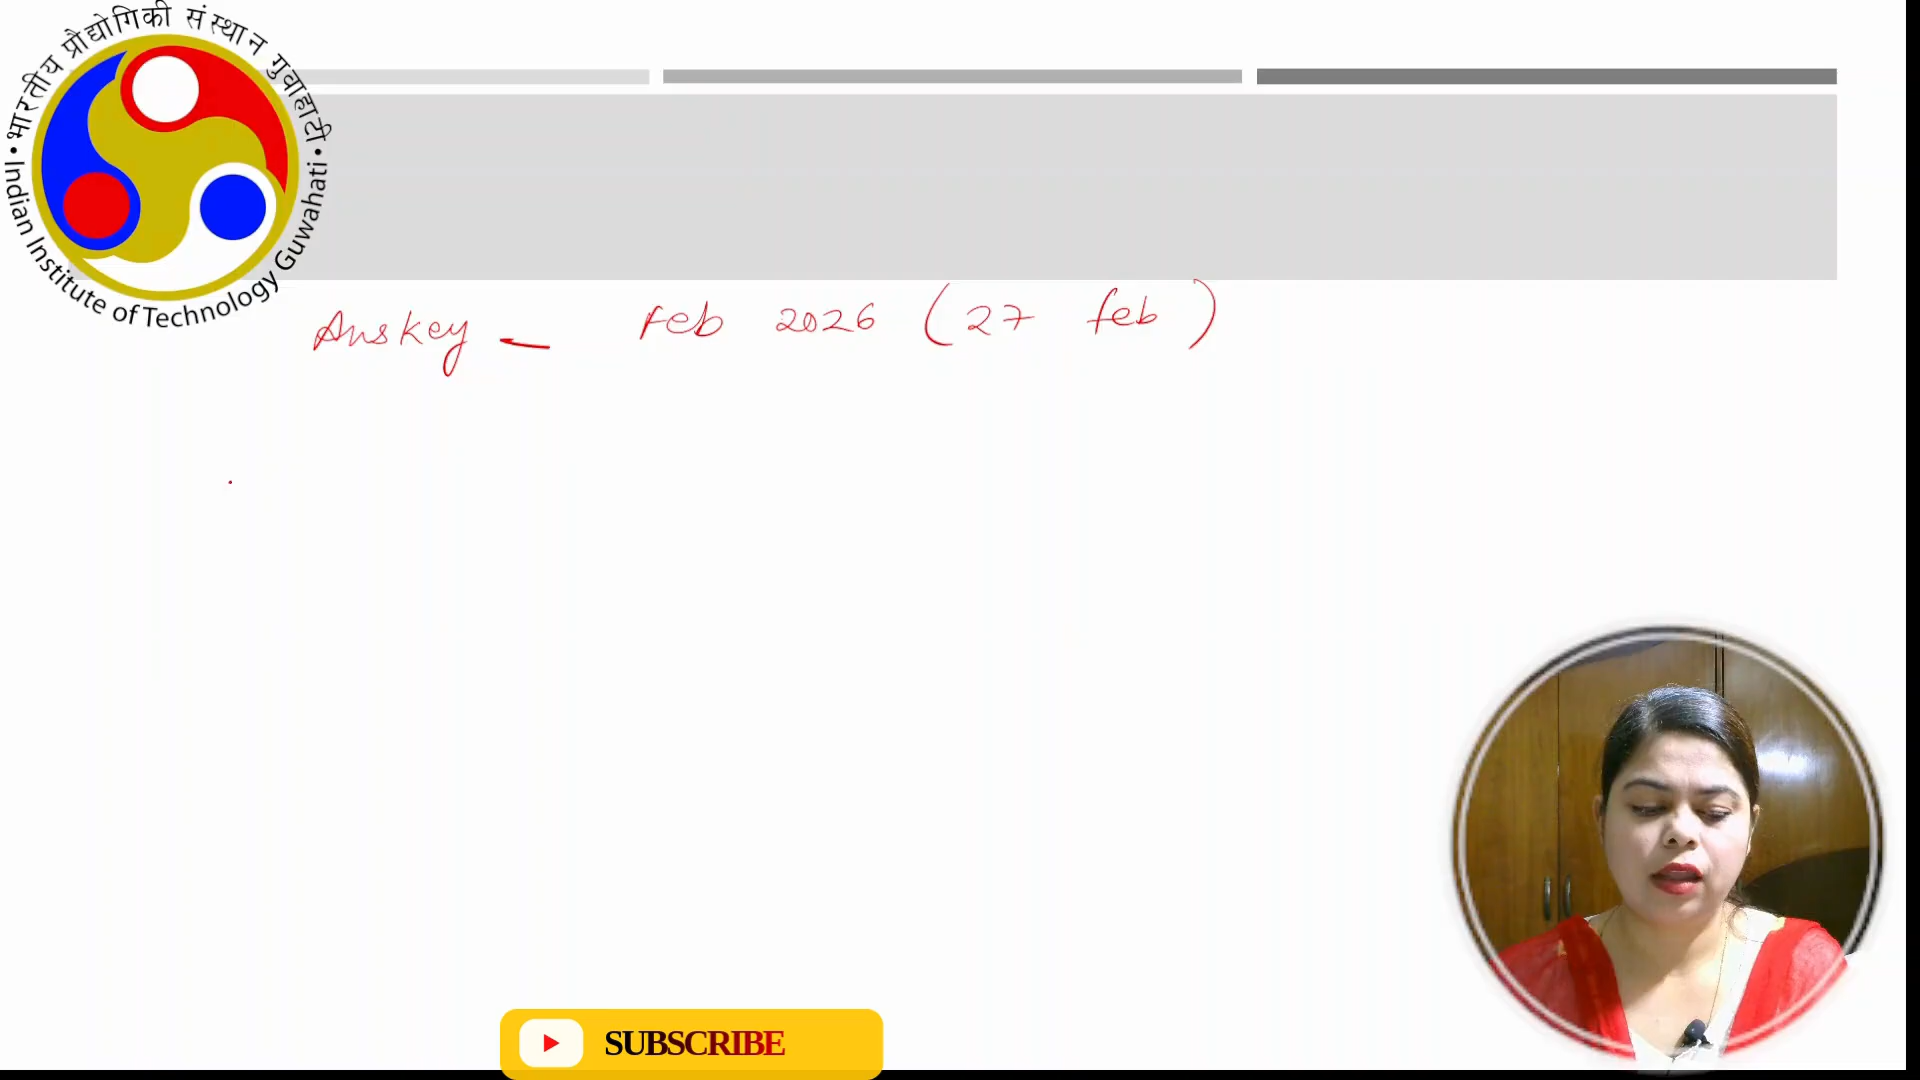 भारतीय प्रौद्योगिकी संस्थान गुवाहाटी
Indian Institute of Technology Guwahati
Anskey - Feb 2026 (27 feb)
SUBSCRIBE